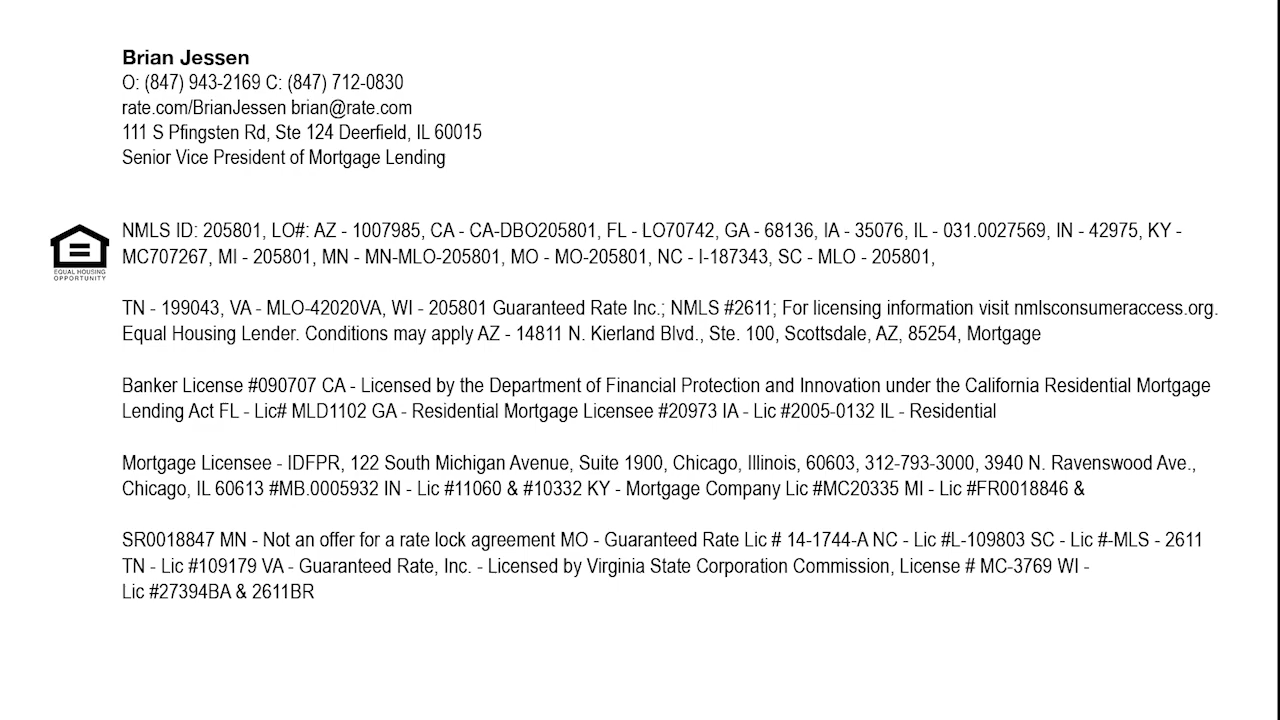 Brian Jessen
O: (847) 943-2169 C: (847) 712-0830
rate.com/BrianJessen brian@rate.com
111 S Pfingsten Rd, Ste 124 Deerfield, IL 60015
Senior Vice President of Mortgage Lending
EQUAL HOUSING
OPPORTUNITY
NMLS ID: 205801, LO#: AZ - 1007985, CA - CA-DBO205801, FL - LO70742, GA - 68136, IA - 35076, IL - 031.0027569, IN - 42975, KY -
MC707267, MI - 205801, MN - MN-MLO-205801, MO - MO-205801, NC - I-187343, SC - MLO - 205801,
TN - 199043, VA - MLO-42020VA, WI - 205801 Guaranteed Rate Inc.; NMLS #2611; For licensing information visit nmlsconsumeraccess.org.
Equal Housing Lender. Conditions may apply AZ - 14811 N. Kierland Blvd., Ste. 100, Scottsdale, AZ, 85254, Mortgage
Banker License #090707 CA - Licensed by the Department of Financial Protection and Innovation under the California Residential Mortgage
Lending Act FL - Lic# MLD1102 GA - Residential Mortgage Licensee #20973 IA - Lic #2005-0132 IL - Residential
Mortgage Licensee - IDFPR, 122 South Michigan Avenue, Suite 1900, Chicago, Illinois, 60603, 312-793-3000, 3940 N. Ravenswood Ave.,
Chicago, IL 60613 #MB.0005932 IN - Lic #11060 & #10332 KY - Mortgage Company Lic #MC20335 MI - Lic #FR0018846 &
SR0018847 MN - Not an offer for a rate lock agreement MO - Guaranteed Rate Lic # 14-1744-A NC - Lic #L-109803 SC - Lic #-MLS - 2611
TN - Lic #109179 VA - Guaranteed Rate, Inc. - Licensed by Virginia State Corporation Commission, License # MC-3769 WI -
Lic #27394BA & 2611BR